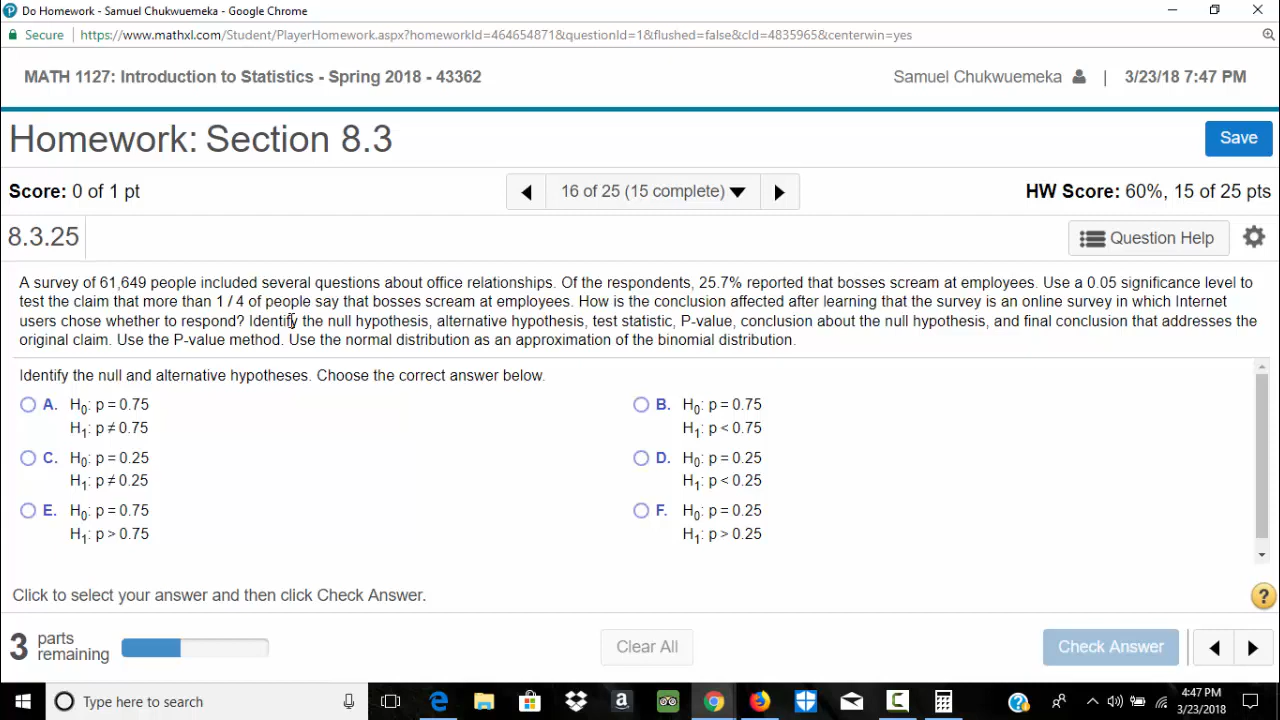 Do Homework - Samuel Chukwuemeka - Google Chrome
Secure | https://www.mathxl.com/Student/PlayerHomework.aspx?homeworkId=464654871&questionId=1&flushed=false&cId=4835965&centerwin=yes
MATH 1127: Introduction to Statistics - Spring 2018 - 43362
Samuel Chukwuemeka | 3/23/18 7:47 PM
Homework: Section 8.3
Save
Score: 0 of 1 pt
16 of 25 (15 complete)
HW Score: 60%, 15 of 25 pts
8.3.25
Question Help
A survey of 61,649 people included several questions about office relationships. Of the respondents, 25.7% reported that bosses scream at employees. Use a 0.05 significance level to
test the claim that more than 1 / 4 of people say that bosses scream at employees. How is the conclusion affected after learning that the survey is an online survey in which Internet
users chose whether to respond? Identify the null hypothesis, alternative hypothesis, test statistic, P-value, conclusion about the null hypothesis, and final conclusion that addresses the
original claim. Use the P-value method. Use the normal distribution as an approximation of the binomial distribution.
Identify the null and alternative hypotheses. Choose the correct answer below.
A. H0: p = 0.75
H1: p ≠ 0.75
B. H0: p = 0.75
H1: p < 0.75
C. H0: p = 0.25
H1: p ≠ 0.25
D. H0: p = 0.25
H1: p < 0.25
E. H0: p = 0.75
H1: p > 0.75
F. H0: p = 0.25
H1: p > 0.25
Click to select your answer and then click Check Answer.
?
3 parts
remaining
Clear All
Check Answer
Type here to search
4:47 PM
3/23/2018